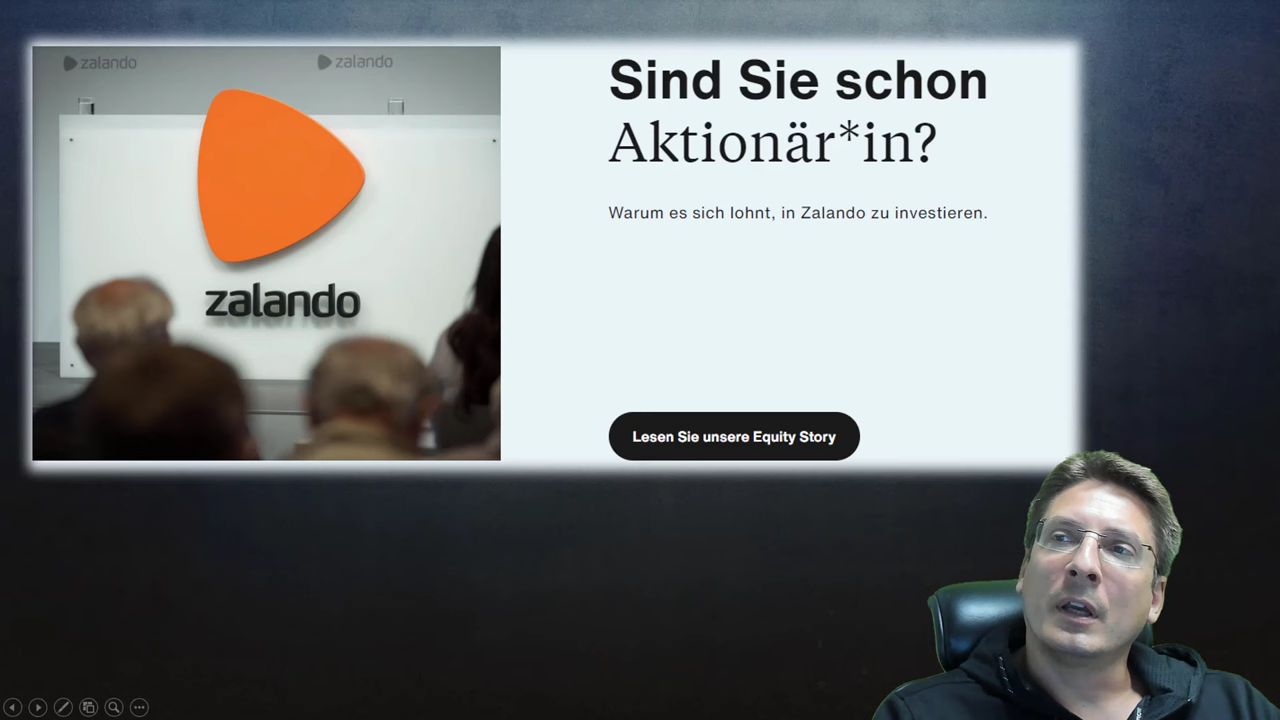 zalando
zalando
zalando
Sind Sie schon
Aktionär*in?
Warum es sich lohnt, in Zalando zu investieren.
Lesen Sie unsere Equity Story